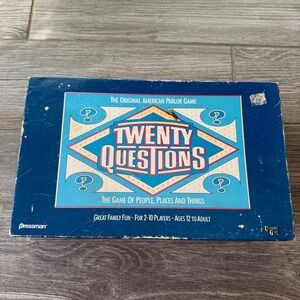 THE ORIGINAL AMERICAN PARLOR GAME
TWENTY
QUESTIONS
?
?
?
?
THE GAME OF PEOPLE, PLACES AND THINGS
GREAT FAMILY FUN • FOR 2-10 PLAYERS • AGES 12 TO ADULT
pressman